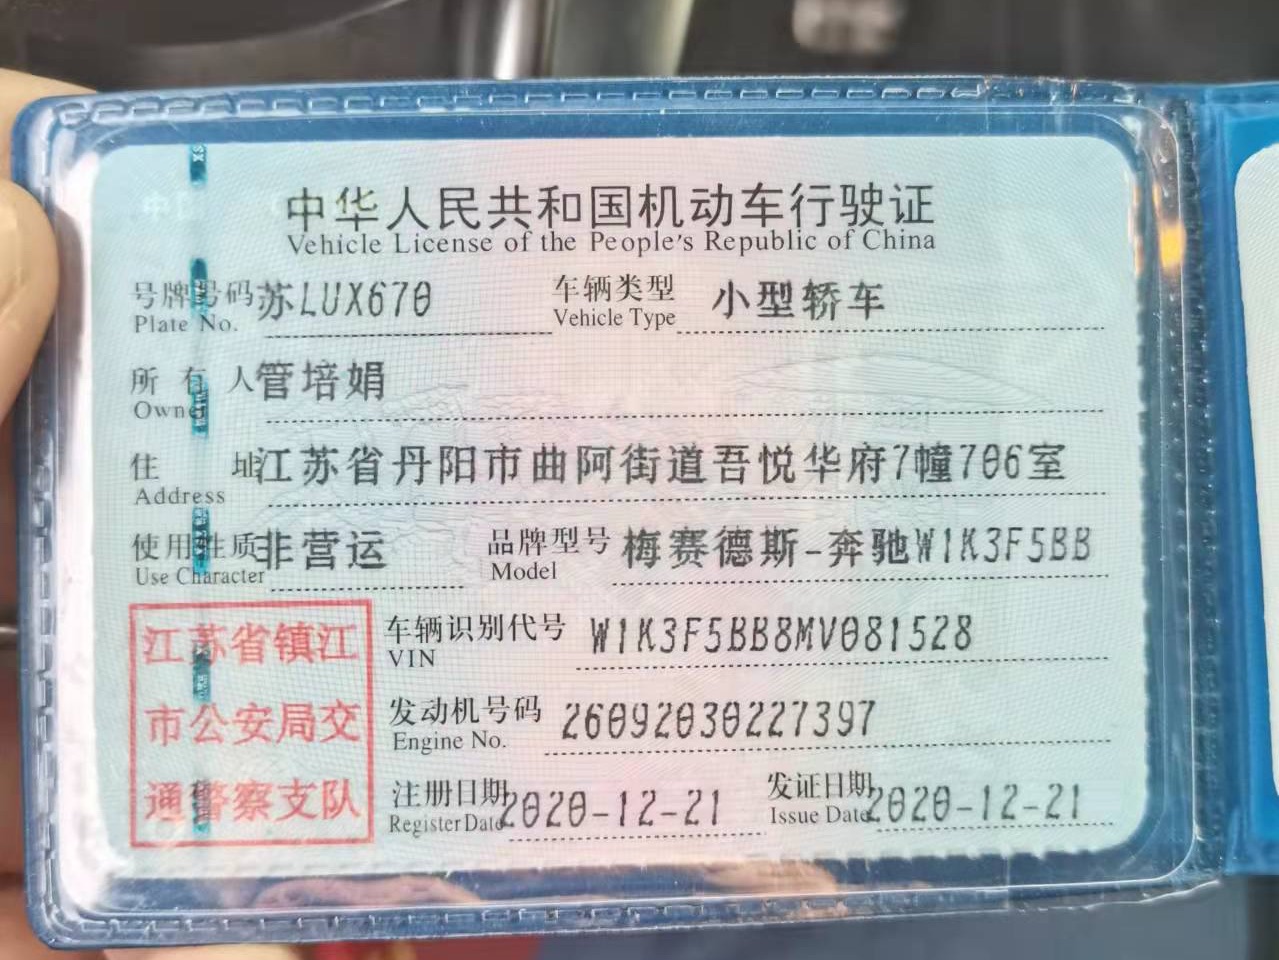 中华人民共和国机动车行驶证
Vehicle License of the People's Republic of China
号牌号码 苏LUX670 车辆类型 小型轿车
Plate No. Vehicle Type
所有人 管培娟
Owner
住址 江苏省丹阳市曲阿街道吾悦华府7幢706室
Address
使用性质 非营运 品牌型号 梅赛德斯-奔驰W1K3F5BB
Use Character Model
江苏省镇江
市公安局交
通警察支队
车辆识别代号 W1K3F5BB8MV081528
VIN
发动机号码 26092030227397
Engine No.
注册日期 2020-12-21 发证日期 2020-12-21
Register Date Issue Date